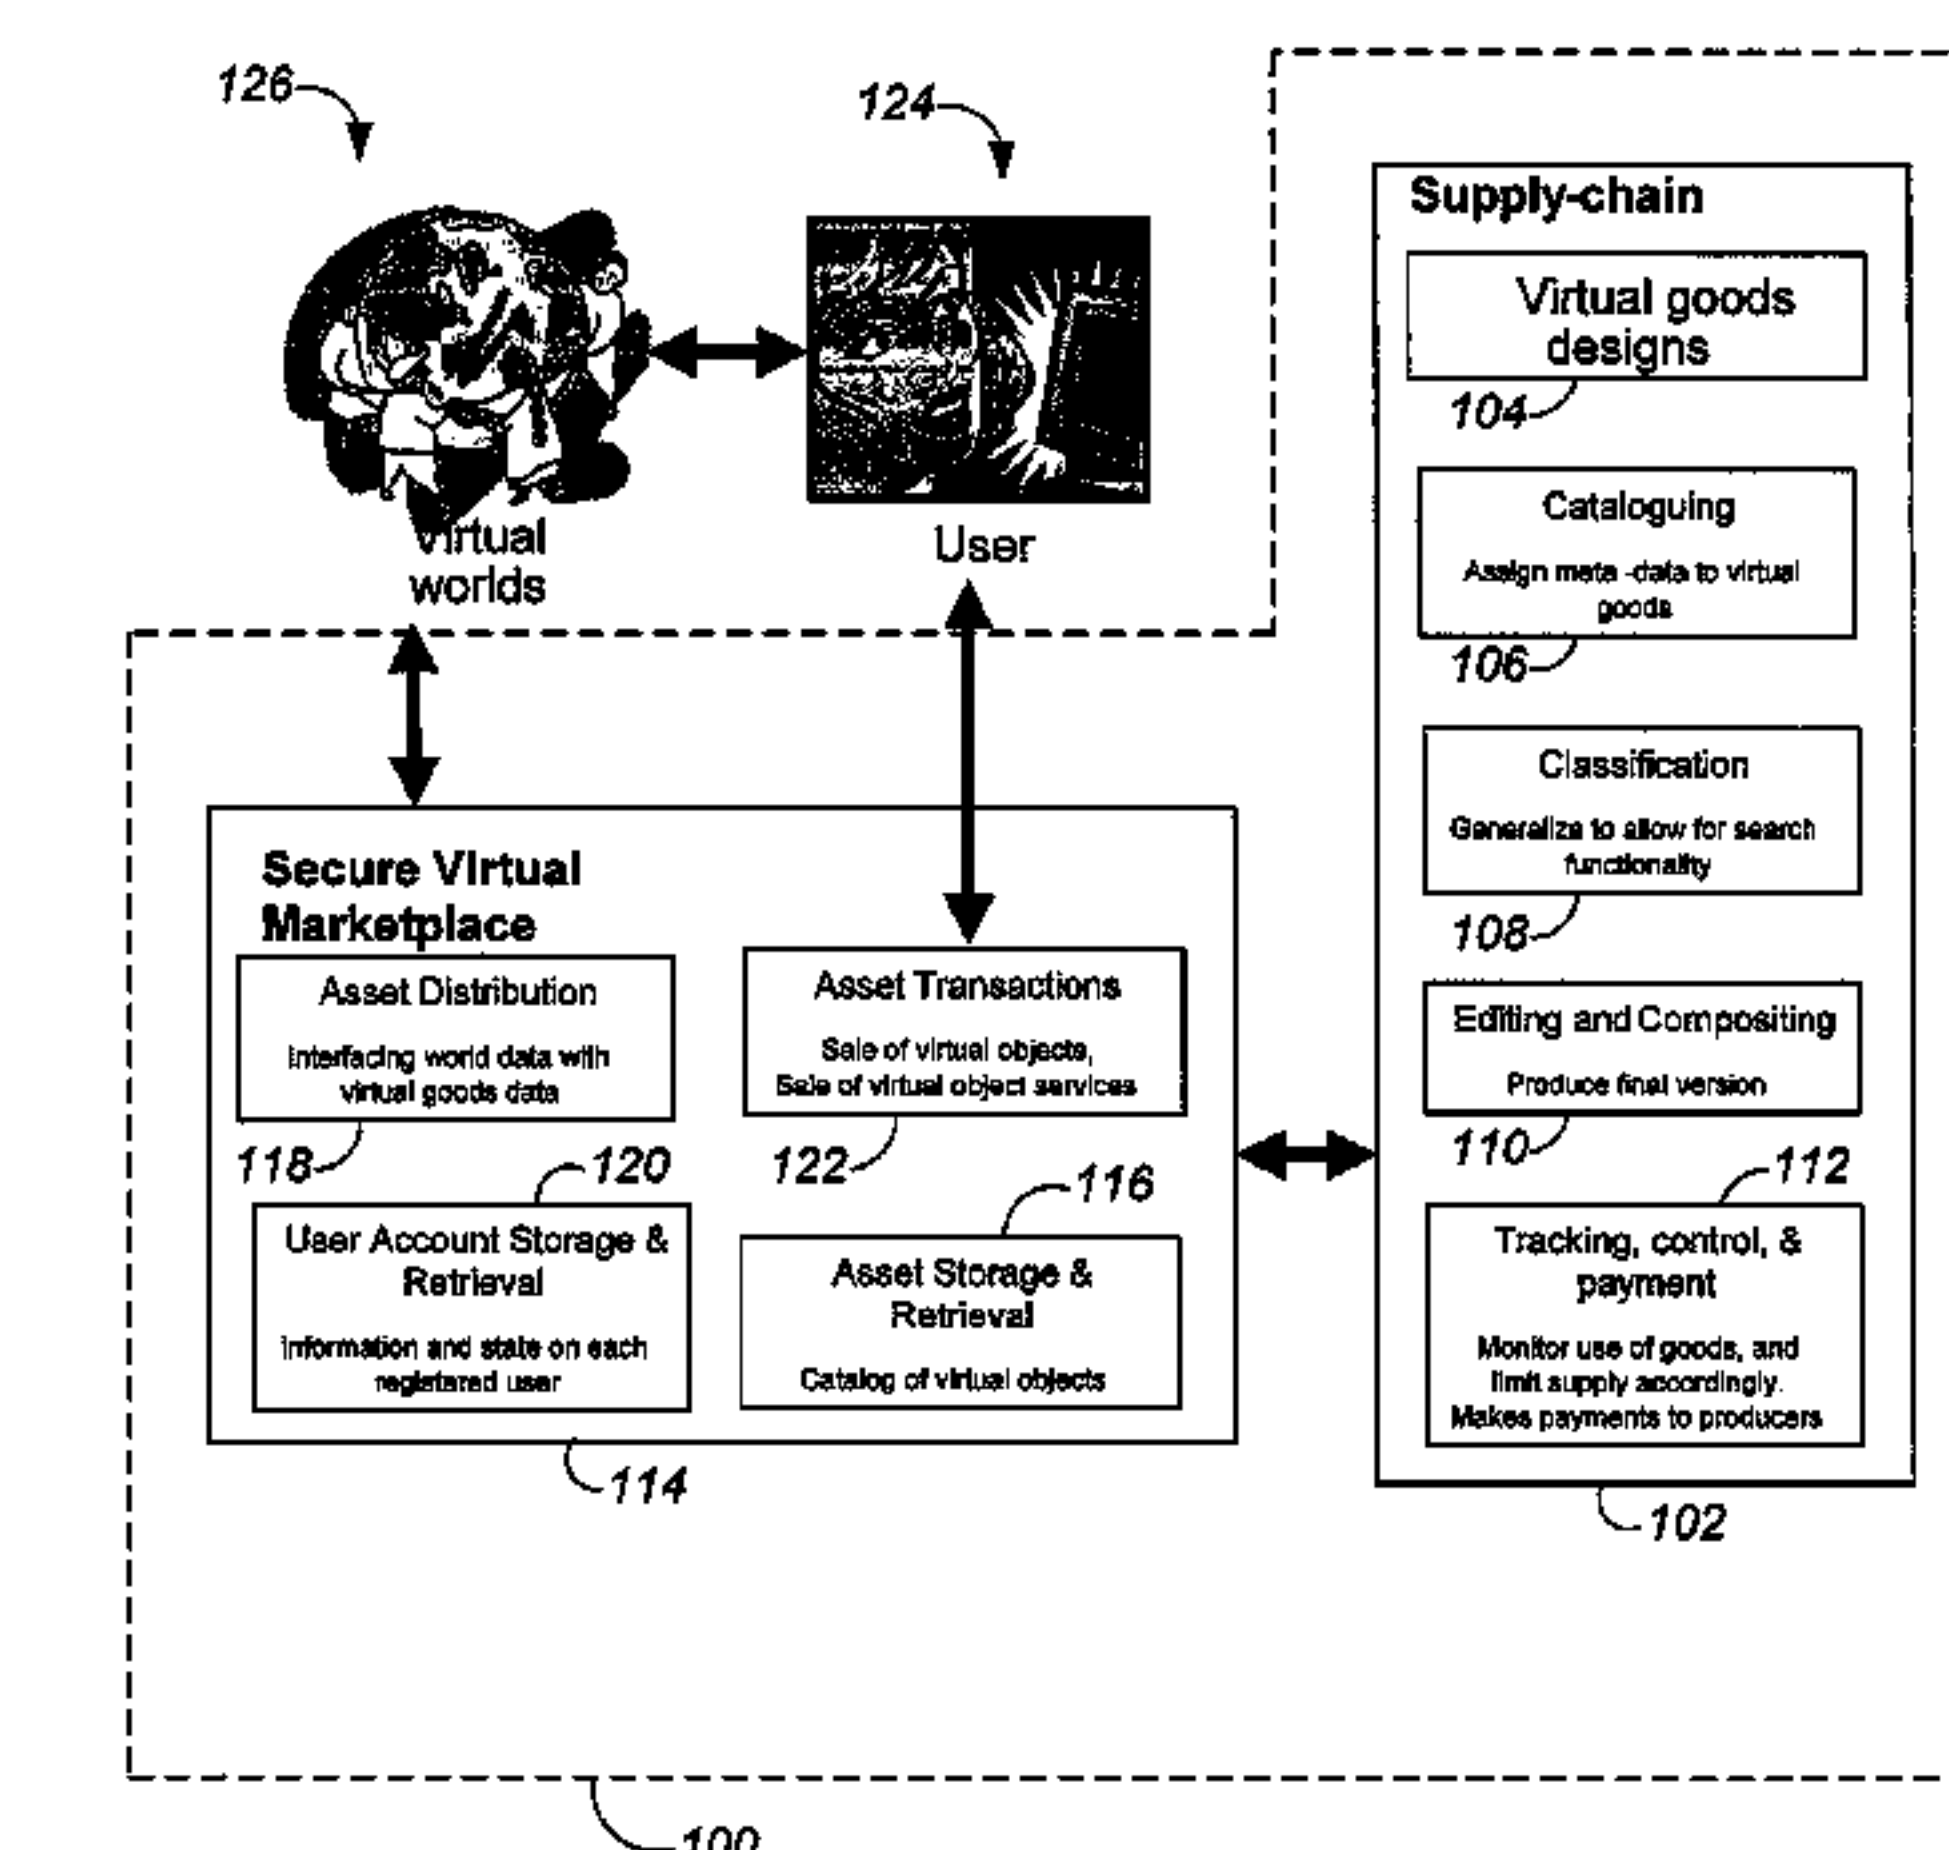 126
124
Virtual
worlds
User
Supply-chain
Virtual goods
designs
104
Cataloguing
Assign meta -data to virtual
goods
106
Classification
Generalize to allow for search
functionality
108
Editing and Compositing
Produce final version
110
112
Tracking, control, &
payment
Monitor use of goods, and
limit supply accordingly.
Makes payments to producers
102
Secure Virtual
Marketplace
Asset Distribution
Interfacing world data with
virtual goods data
118
Asset Transactions
Sale of virtual objects,
Sale of virtual object services
122
120
User Account Storage &
Retrieval
Information and state on each
registered user
116
Asset Storage &
Retrieval
Catalog of virtual objects
114
100